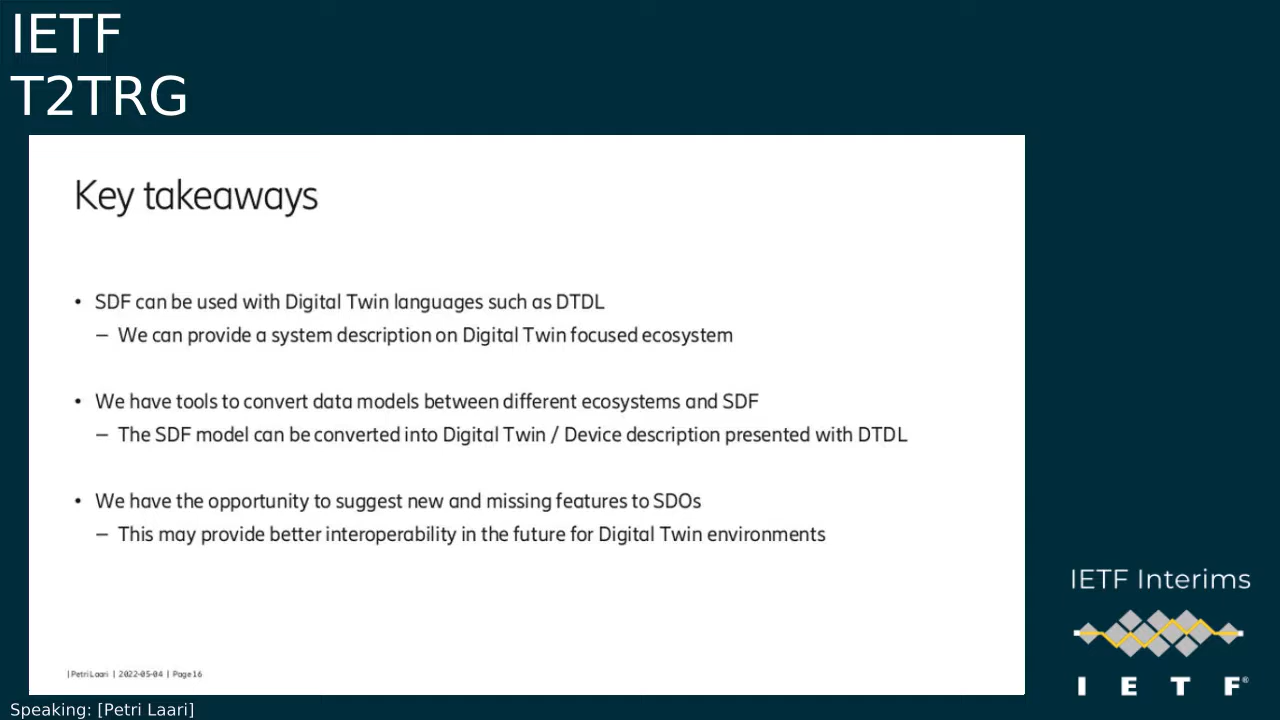 IETF
T2TRG
Key takeaways
• SDF can be used with Digital Twin languages such as DTDL
– We can provide a system description on Digital Twin focused ecosystem
• We have tools to convert data models between different ecosystems and SDF
– The SDF model can be converted into Digital Twin / Device description presented with DTDL
• We have the opportunity to suggest new and missing features to SDOs
– This may provide better interoperability in the future for Digital Twin environments
| Petri Laari | 2022-05-04 | Page 16
IETF Interims
I E T F®
Speaking: [Petri Laari]